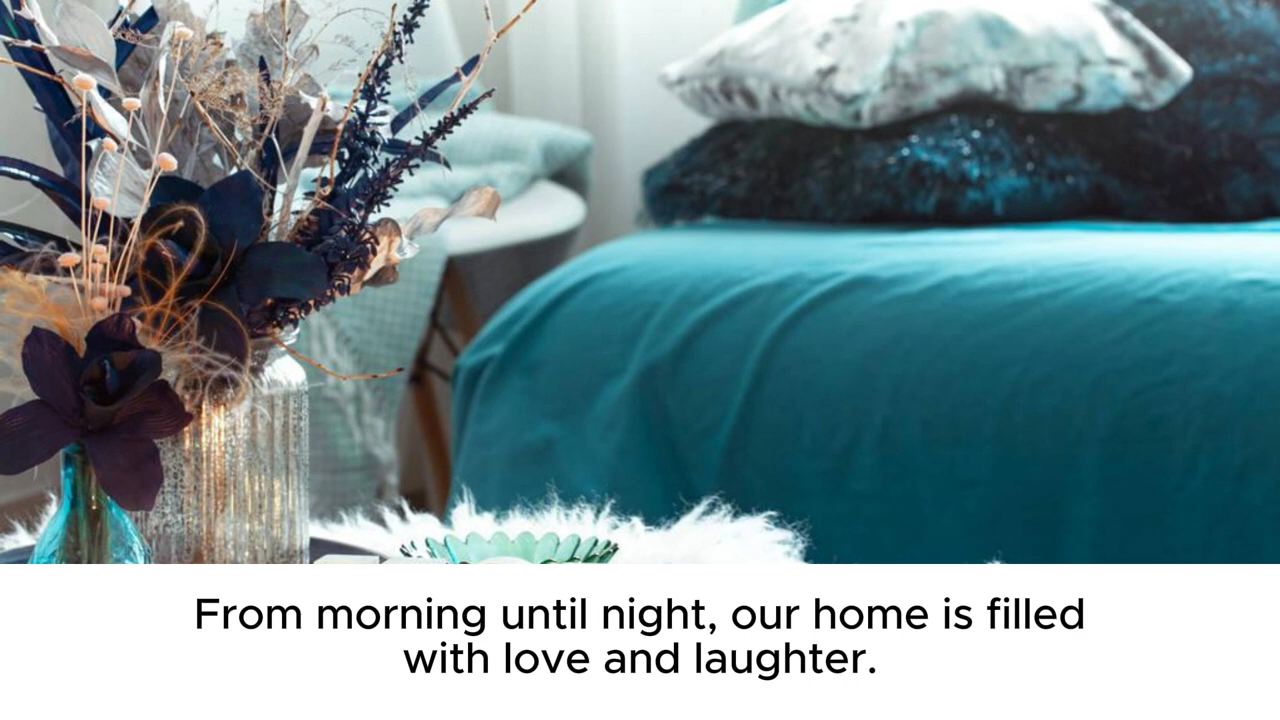 From morning until night, our home is filled
with love and laughter.